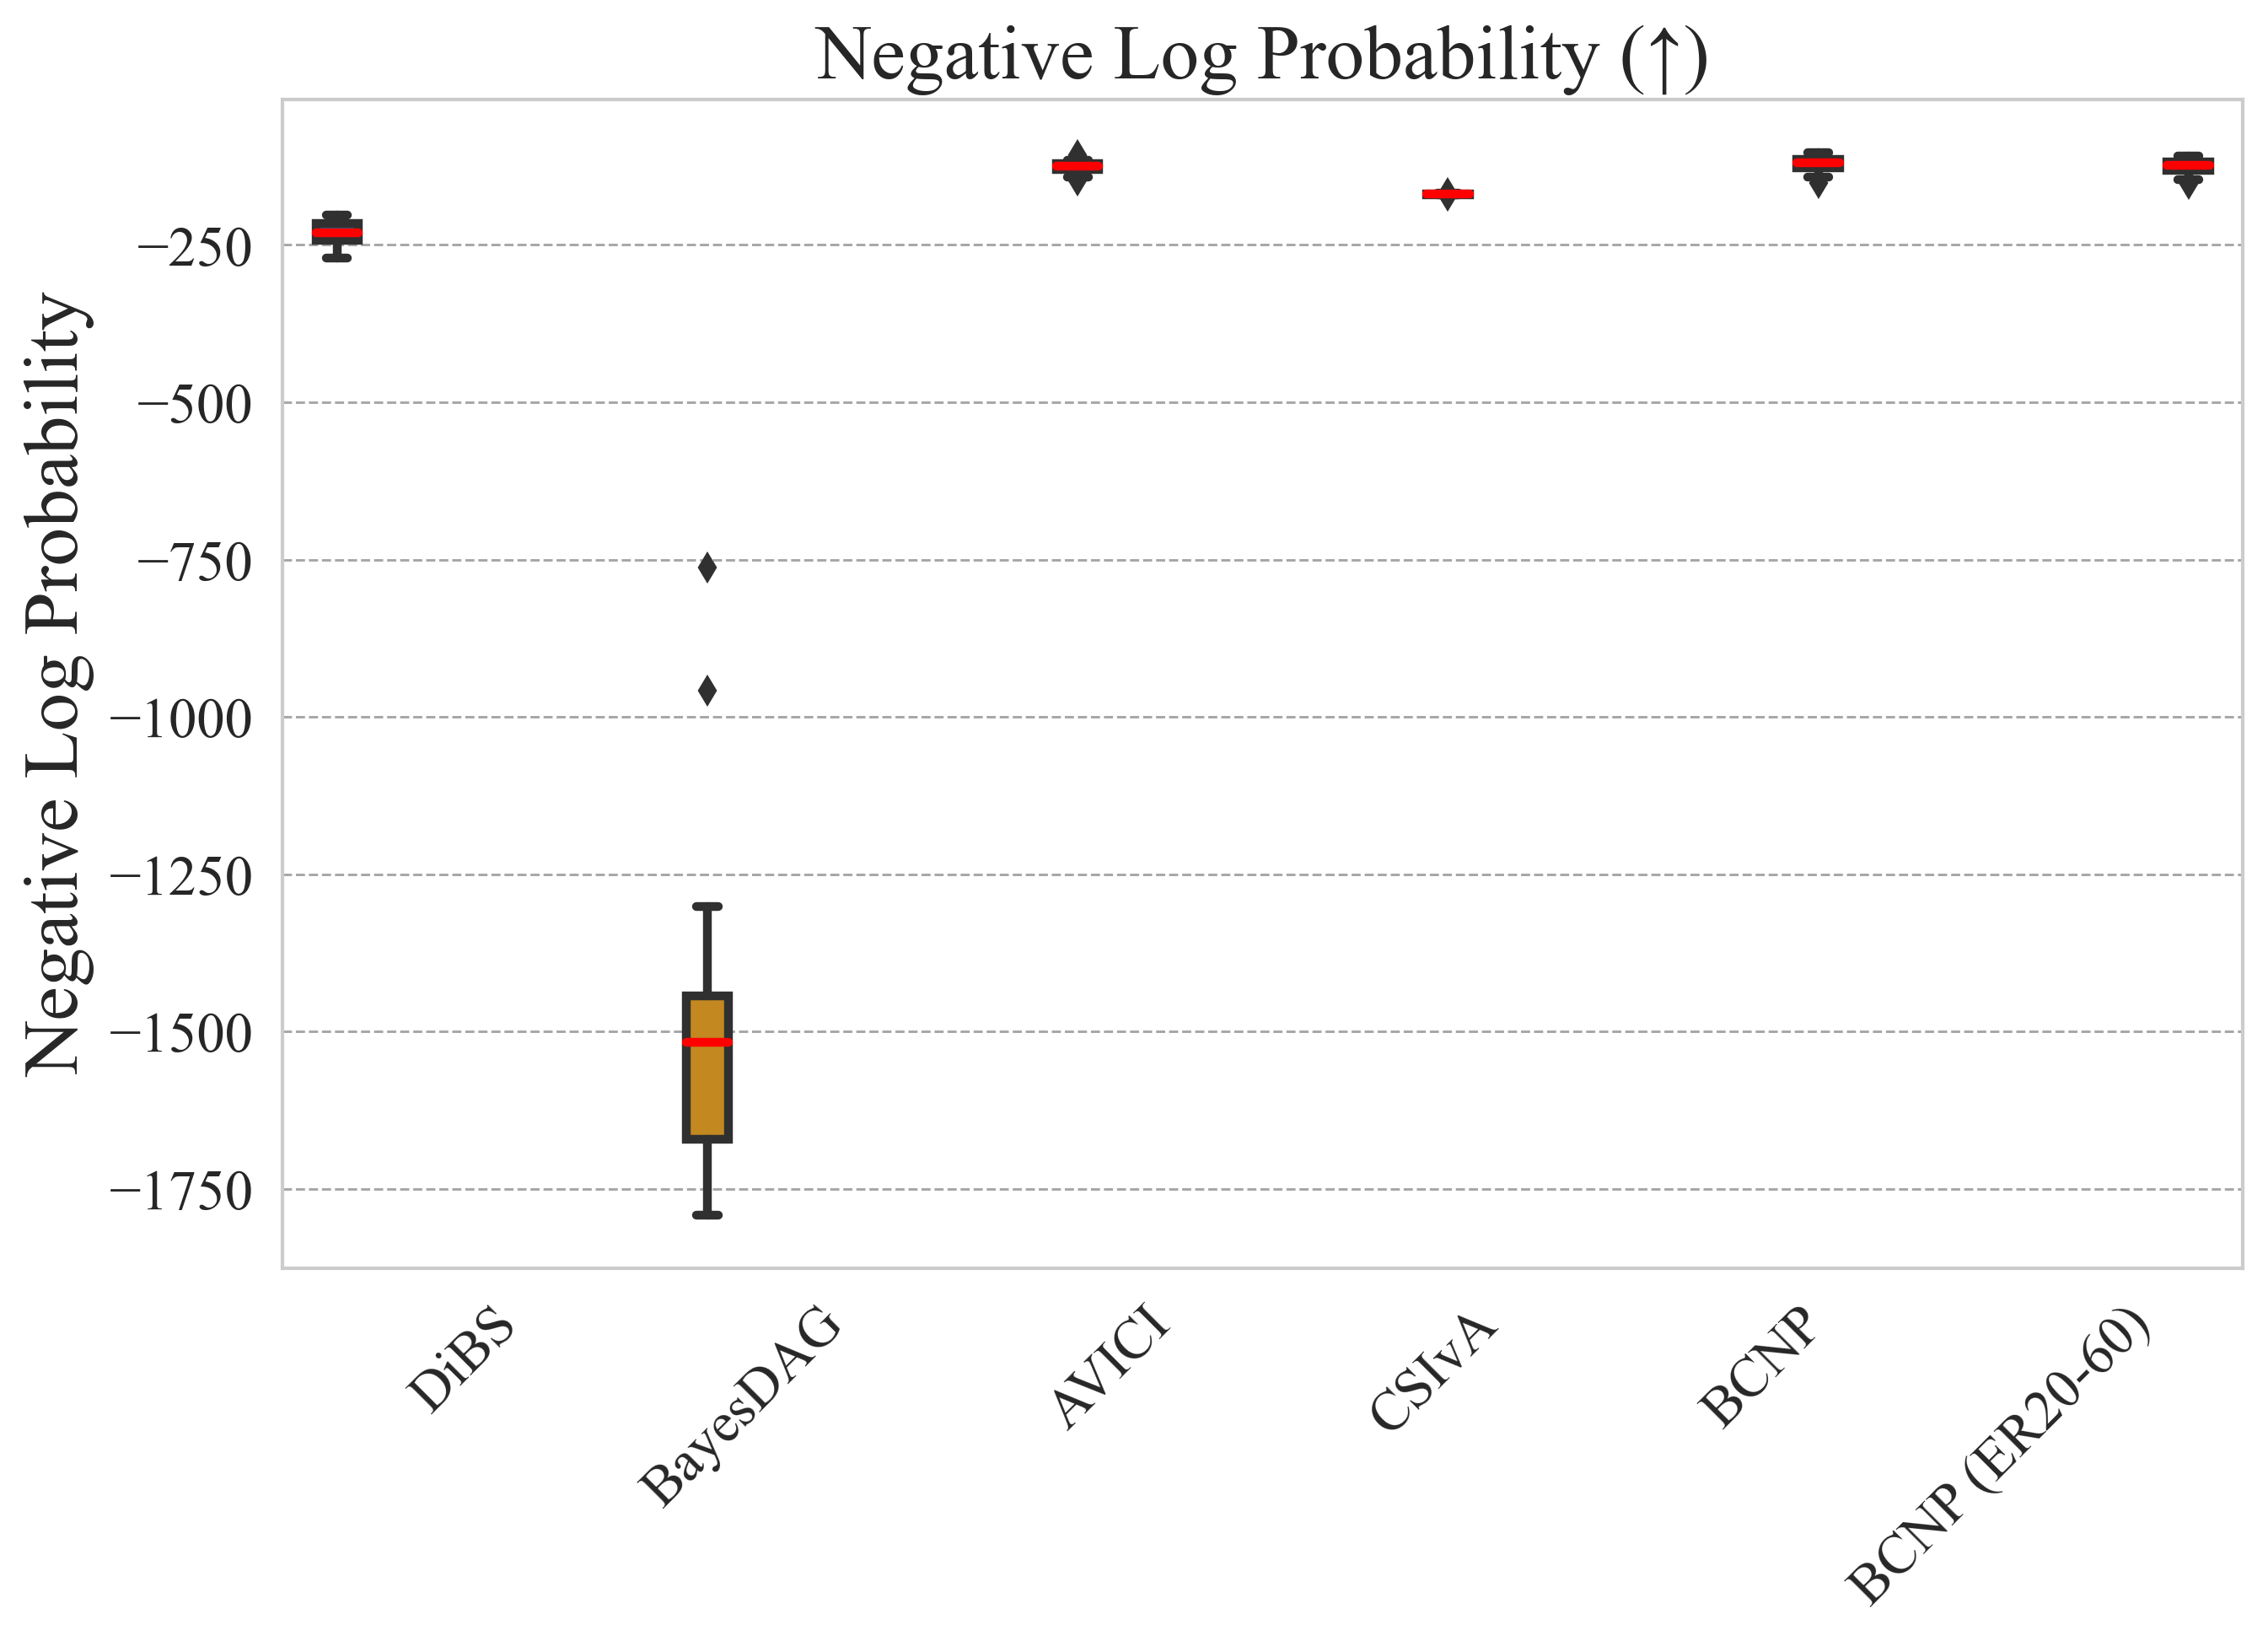 Negative Log Probability (↑)
Negative Log Probability
−250
−500
−750
−1000
−1250
−1500
−1750
DiBS
BayesDAG
AVICI
CSIvA
BCNP
BCNP (ER20-60)